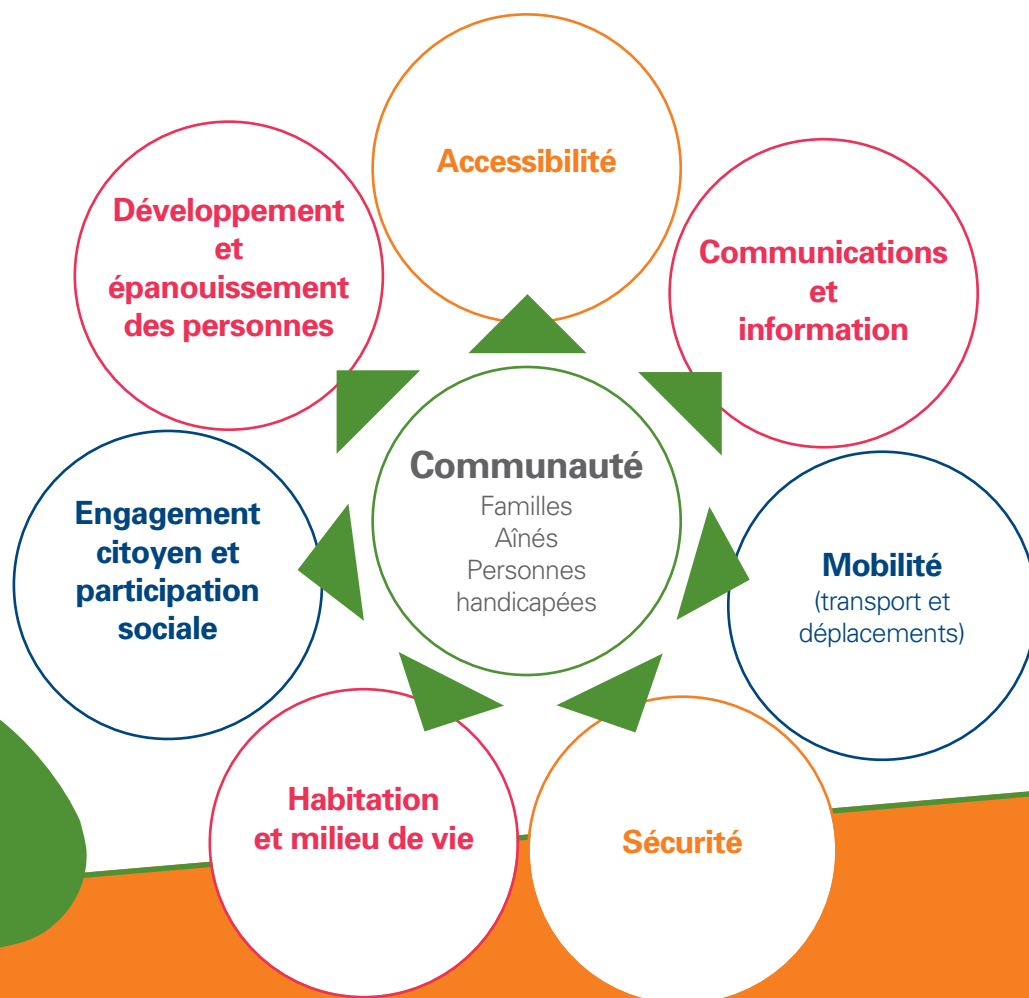 Accessibilité
Développement
et
épanouissement
des personnes
Communications
et
information
Communauté
Familles
Aînés
Personnes
handicapées
Engagement
citoyen et
participation
sociale
Mobilité
(transport et
déplacements)
Habitation
et milieu de vie
Sécurité